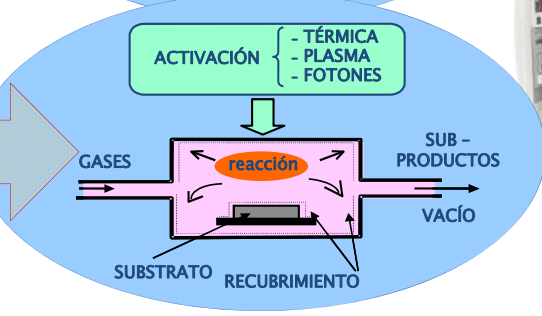 ACTIVACIÓN
- TÉRMICA
- PLASMA
- FOTONES
GASES
reacción
SUB –
PRODUCTOS
VACÍO
SUBSTRATO
RECUBRIMIENTO